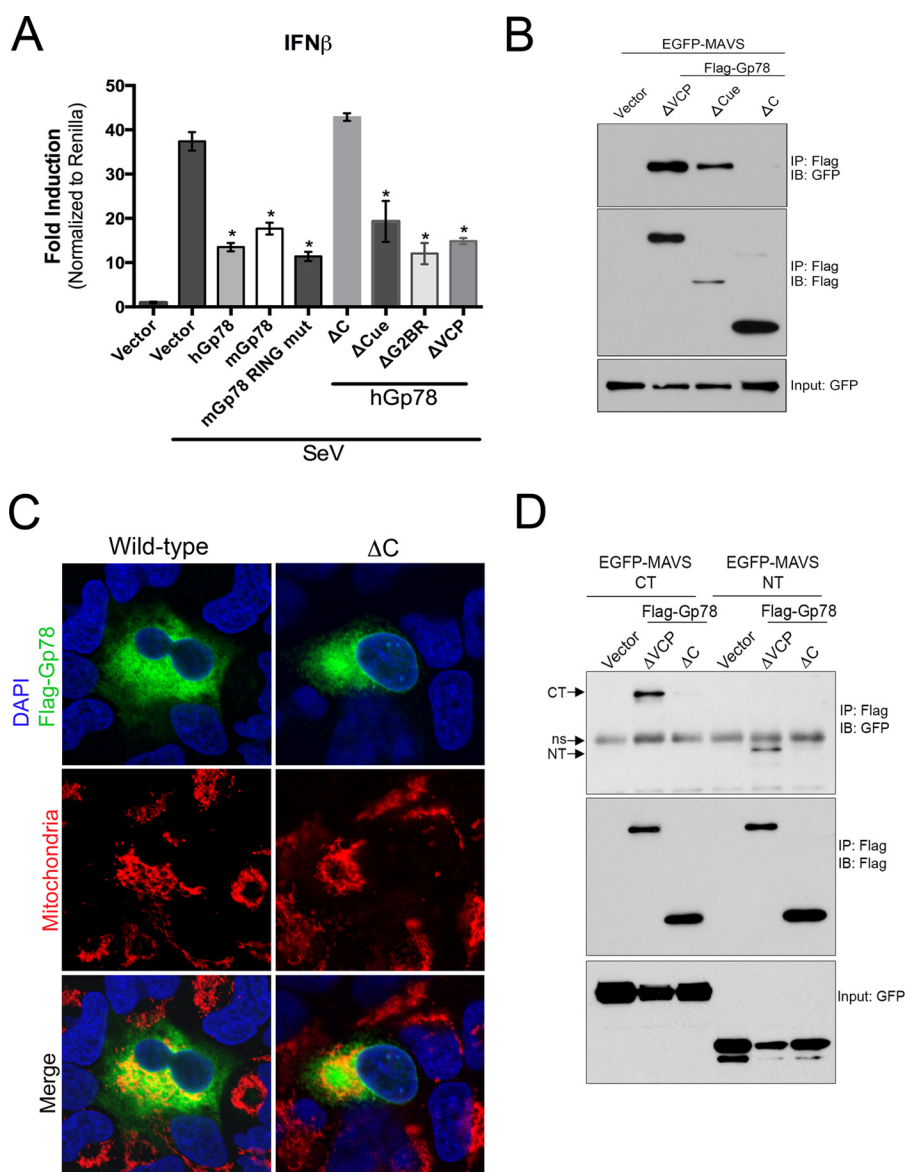 A
IFNβ
Fold Induction
(Normalized to Renilla)
50
40
30
20
10
0
*
*
*
*
*
*
Vector
Vector
hGp78
mGp78
mGp78 RING mut
ΔC
ΔCue
ΔG2BR
ΔVCP
hGp78
SeV
B
EGFP-MAVS
Flag-Gp78
Vector
ΔVCP
ΔCue
ΔC
IP: Flag
IB: GFP
IP: Flag
IB: Flag
Input: GFP
C
Wild-type
ΔC
DAPI
Flag-Gp78
Mitochondria
Merge
D
EGFP-MAVS
CT
EGFP-MAVS
NT
Flag-Gp78
Flag-Gp78
Vector
ΔVCP
ΔC
Vector
ΔVCP
ΔC
CT
ns
NT
IP: Flag
IB: GFP
IP: Flag
IB: Flag
Input: GFP